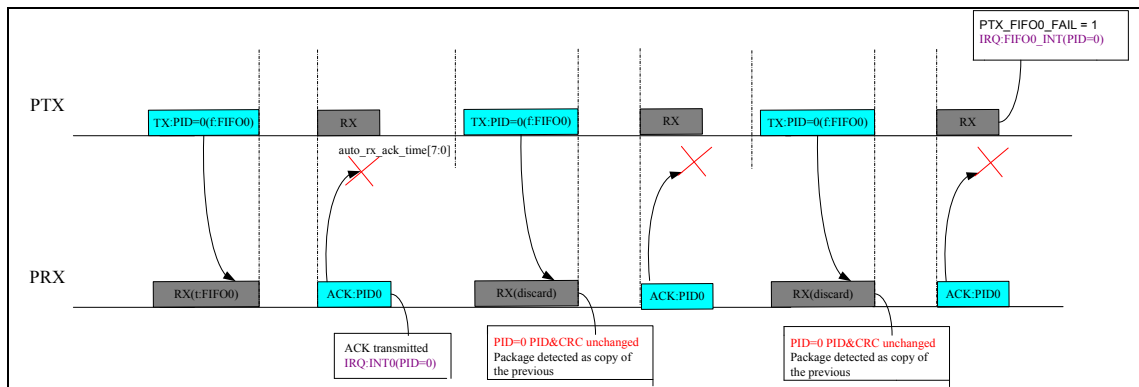 PTX_FIFO0_FAIL = 1
IRQ:FIFO0_INT(PID=0)
PTX
TX:PID=0(f:FIFO0)
RX
TX:PID=0(f:FIFO0)
RX
TX:PID=0(f:FIFO0)
RX
auto_rx_ack_time[7:0]
PRX
RX(t:FIFO0)
ACK:PID0
RX(discard)
ACK:PID0
RX(discard)
ACK:PID0
ACK transmitted
IRQ:INT0(PID=0)
PID=0 PID&CRC unchanged
Package detected as copy of
the previous
PID=0 PID&CRC unchanged
Package detected as copy of
the previous